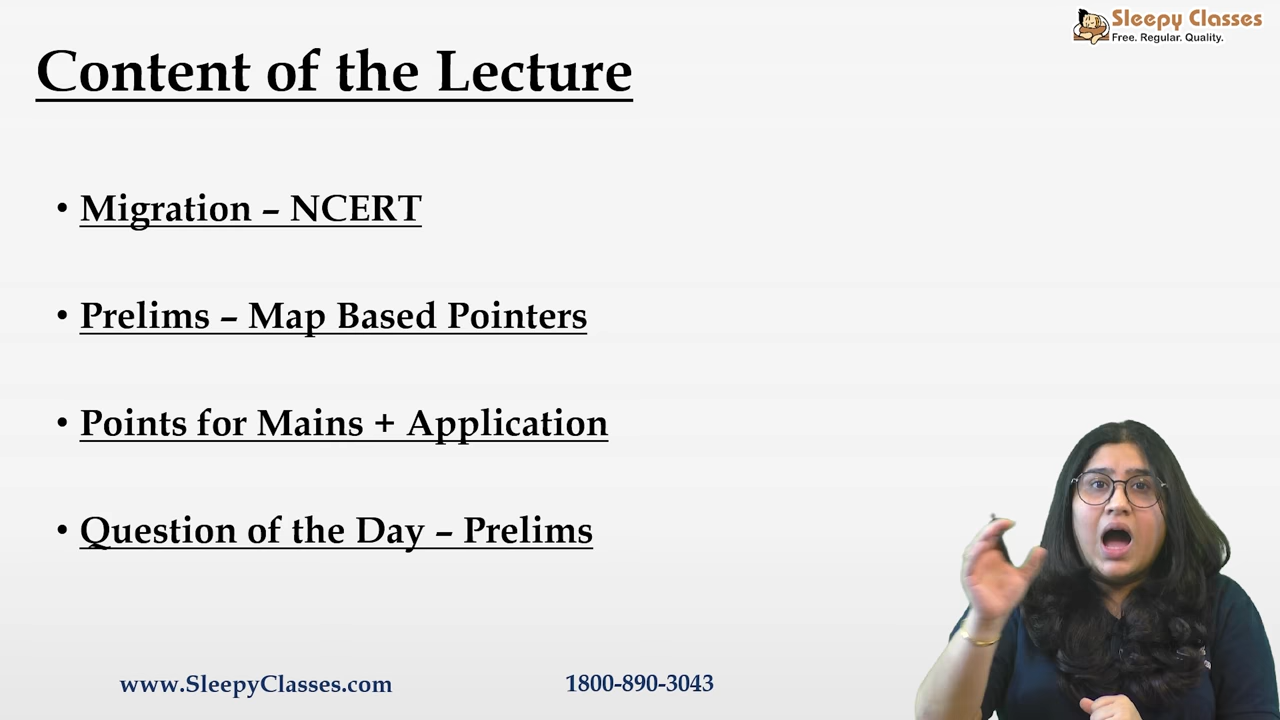 Sleepy Classes
Free. Regular. Quality.
Content of the Lecture
• Migration – NCERT
• Prelims – Map Based Pointers
• Points for Mains + Application
• Question of the Day – Prelims
www.SleepyClasses.com
1800-890-3043